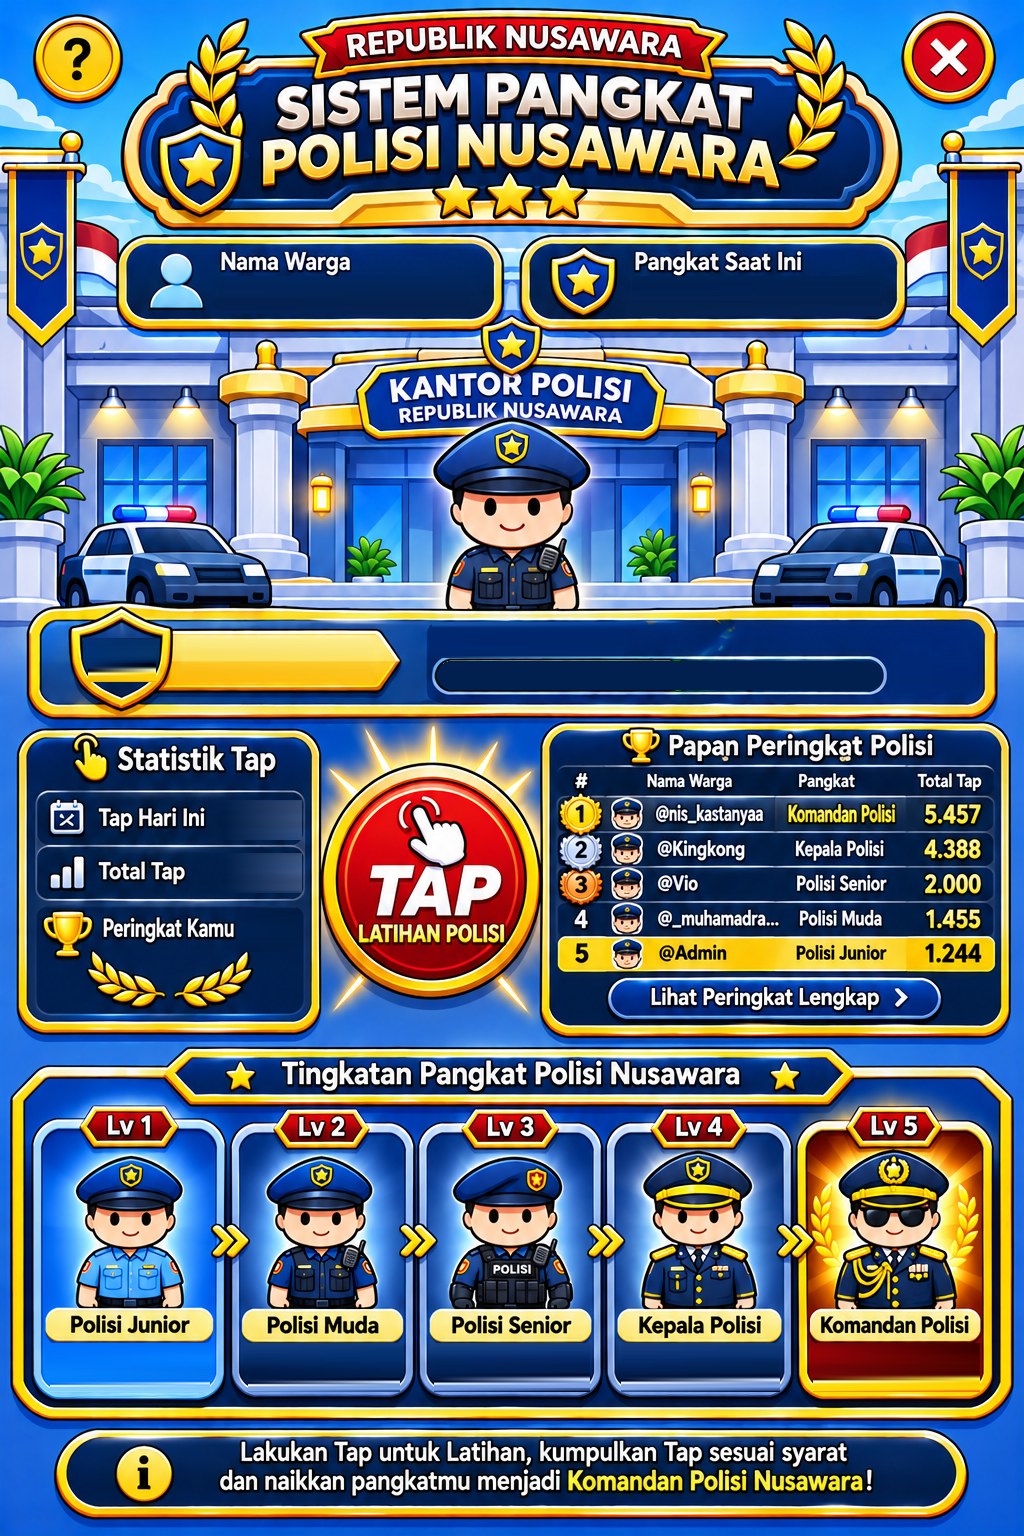 ?
REPUBLIK NUSAWARA
SISTEM PANGKAT
POLISI NUSAWARA
Nama Warga
Pangkat Saat Ini
KANTOR POLISI
REPUBLIK NUSAWARA
Statistik Tap
Tap Hari Ini
Total Tap
Peringkat Kamu
TAP
LATIHAN POLISI
Papan Peringkat Polisi
# Nama Warga Pangkat Total Tap
1 @nis_kastanyaa Komandan Polisi 5.457
2 @Kingkong Kepala Polisi 4.388
3 @Vio Polisi Senior 2.000
4 @_muhamadra... Polisi Muda 1.455
5 @Admin Polisi Junior 1.244
Lihat Peringkat Lengkap >
Tingkatan Pangkat Polisi Nusawara
Lv 1 Lv 2 Lv 3 Lv 4 Lv 5
POLISI
Polisi Junior Polisi Muda Polisi Senior Kepala Polisi Komandan Polisi
i
Lakukan Tap untuk Latihan, kumpulkan Tap sesuai syarat
dan naikkan pangkatmu menjadi Komandan Polisi Nusawara!